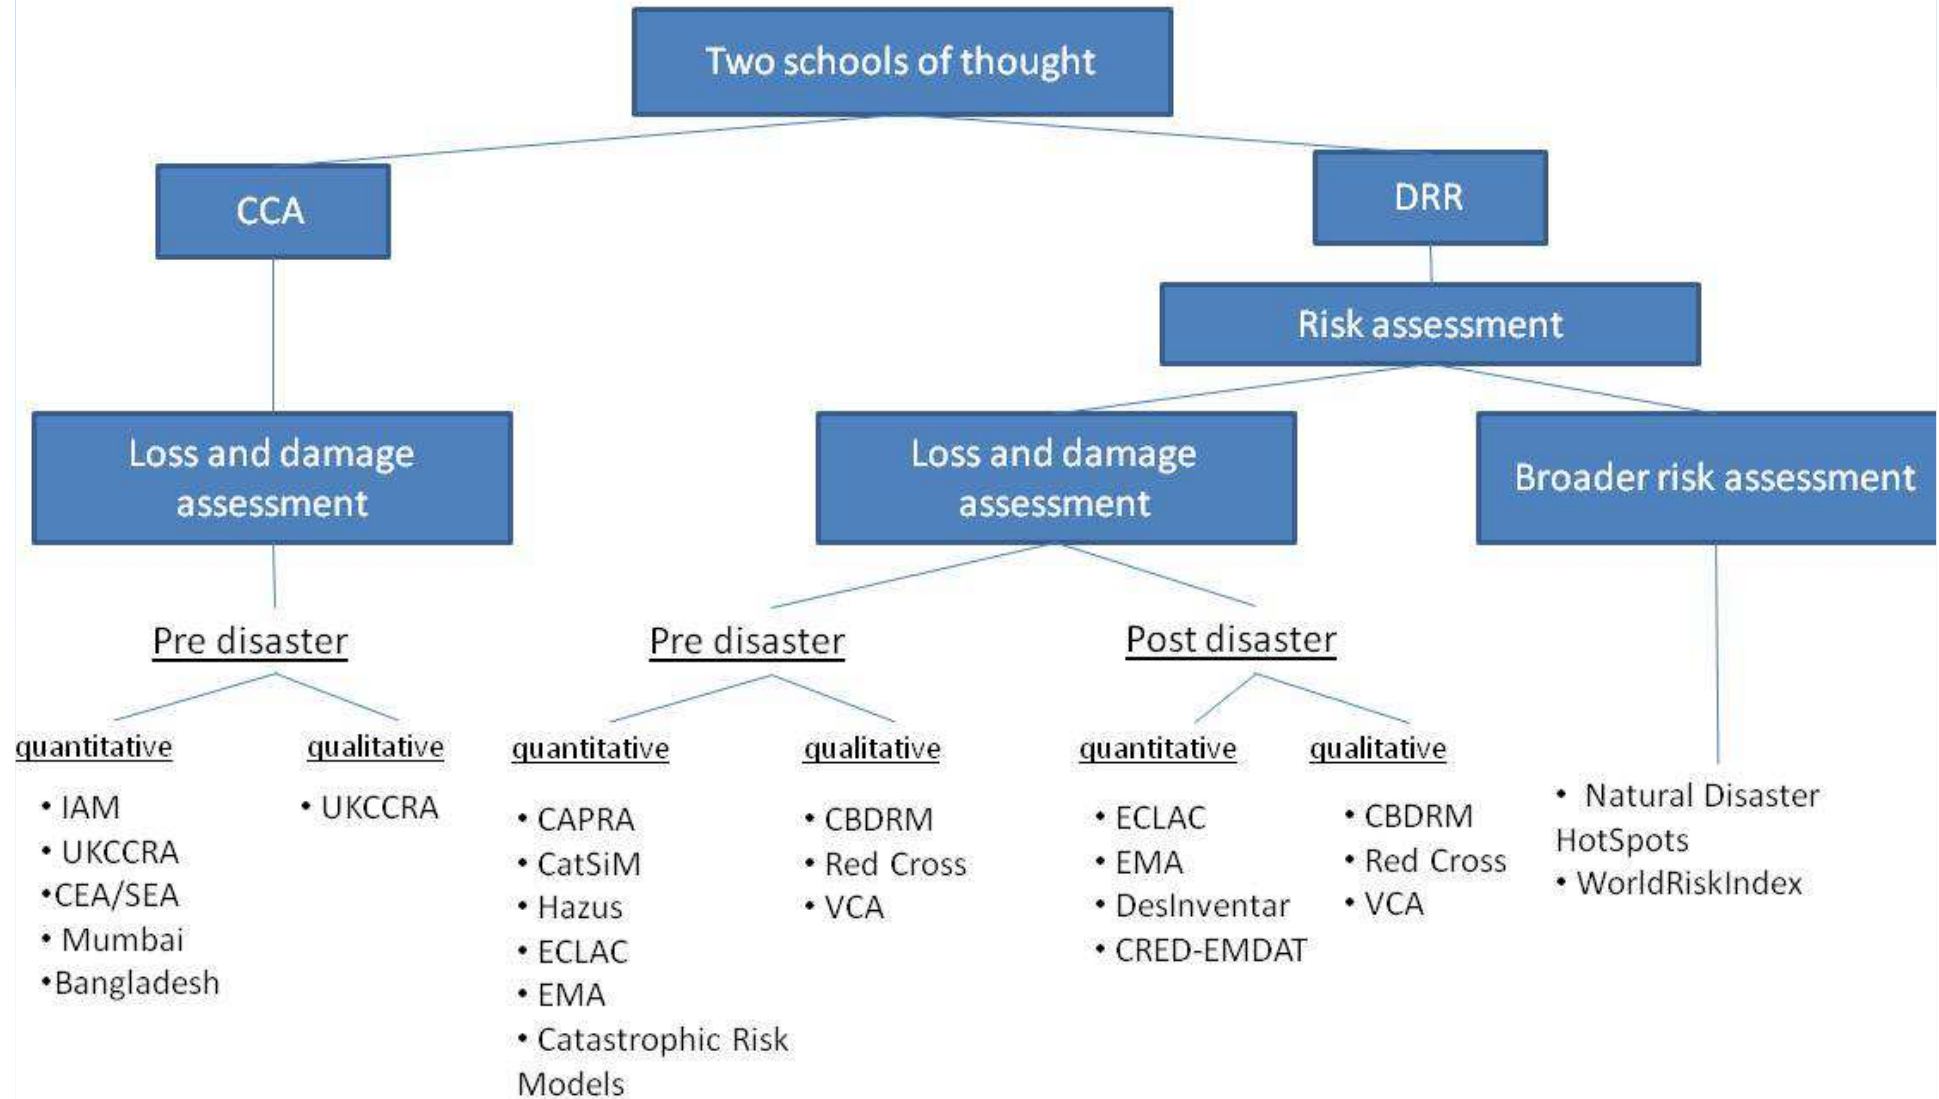 Two schools of thought
CCA
DRR
Risk assessment
Loss and damage
assessment
Loss and damage
assessment
Broader risk assessment
Pre disaster
Pre disaster
Post disaster
quantitative
qualitative
quantitative
qualitative
quantitative
qualitative
• IAM
• UKCCRA
•CEA/SEA
• Mumbai
•Bangladesh
• UKCCRA
• CAPRA
• CatSiM
• Hazus
• ECLAC
• EMA
• Catastrophic Risk
Models
• CBDRM
• Red Cross
• VCA
• ECLAC
• EMA
• DesInventar
• CRED-EMDAT
• CBDRM
• Red Cross
• VCA
• Natural Disaster
HotSpots
• WorldRiskIndex